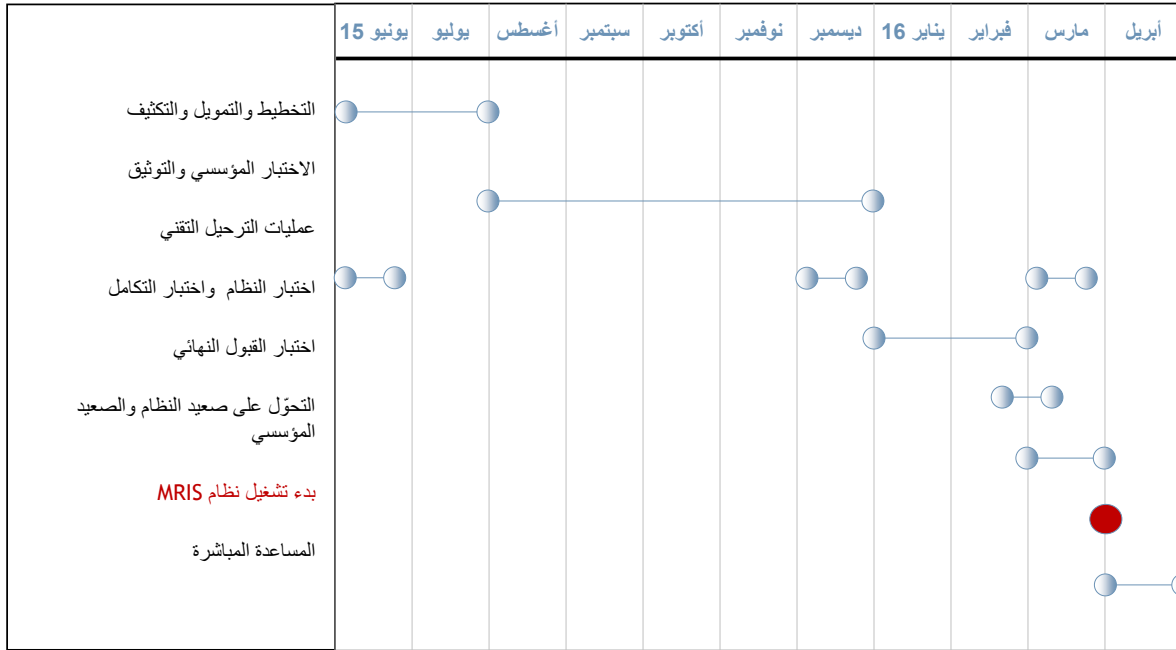 يونيو 15 يوليو أغسطس سبتمبر أكتوبر نوفمبر ديسمبر يناير 16 فبراير مارس أبريل
التخطيط والتمويل والتكثيف
الاختبار المؤسسي والتوثيق
عمليات الترحيل التقني
اختبار النظام واختبار التكامل
اختبار القبول النهائي
التحوّل على صعيد النظام والصعيد
المؤسسي
بدء تشغيل نظام MRIS
المساعدة المباشرة